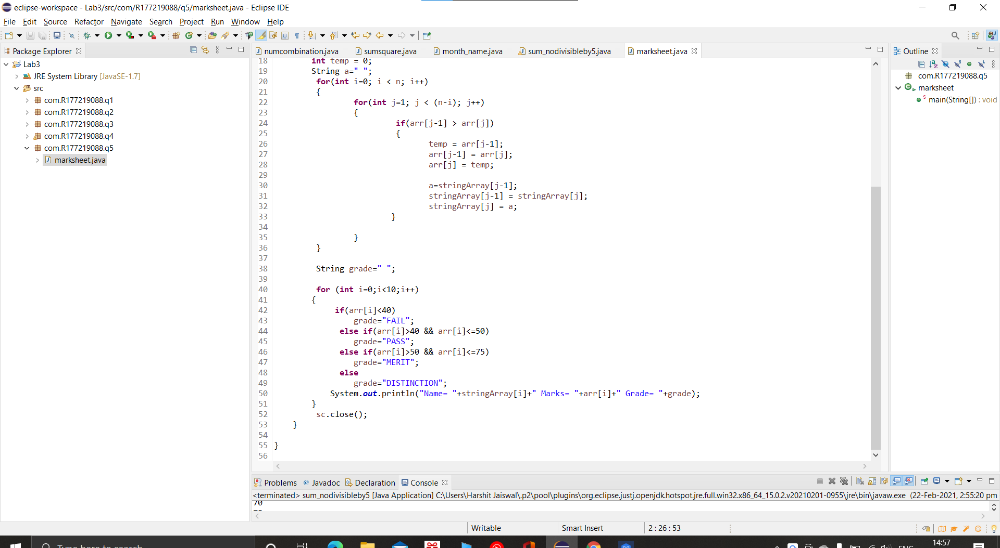 eclipse-workspace - Lab3/src/com/R177219088/q5/marksheet.java - Eclipse IDE
File Edit Source Refactor Navigate Search Project Run Window Help
Package Explorer
Lab3
JRE System Library [JavaSE-1.7]
src
com.R177219088.q1
com.R177219088.q2
com.R177219088.q3
com.R177219088.q4
com.R177219088.q5
marksheet.java
numcombination.java sumsquare.java month_name.java sum_nodivisibleby5.java marksheet.java
18 int temp = 0;
19 String a=" ";
20 for(int i=0; i < n; i++)
21 {
22 for(int j=1; j < (n-i); j++)
23 {
24 if(arr[j-1] > arr[j])
25 {
26 temp = arr[j-1];
27 arr[j-1] = arr[j];
28 arr[j] = temp;
29
30 a=stringArray[j-1];
31 stringArray[j-1] = stringArray[j];
32 stringArray[j] = a;
33 }
34
35 }
36 }
37
38 String grade=" ";
39
40 for (int i=0;i<10;i++)
41 {
42 if(arr[i]<40)
43 grade="FAIL";
44 else if(arr[i]>40 && arr[i]<=50)
45 grade="PASS";
46 else if(arr[i]>50 && arr[i]<=75)
47 grade="MERIT";
48 else
49 grade="DISTINCTION";
50 System.out.println("Name= "+stringArray[i]+" Marks= "+arr[i]+" Grade= "+grade);
51 }
52 sc.close();
53 }
54
55 }
56
Outline
com.R177219088.q5
marksheet
main(String[]) : void
Problems @ Javadoc Declaration Console
<terminated> sum_nodivisibleby5 [Java Application] C:\Users\Harshit Jaiswal\.p2\pool\plugins\org.eclipse.justj.openjdk.hotspot.jre.full.win32.x86_64_15.0.2.v20210201-0955\jre\bin\javaw.exe (22-Feb-2021, 2:55:20 pm
70
Writable Smart Insert 2 : 26 : 53
Type here to search
ENG
14:57